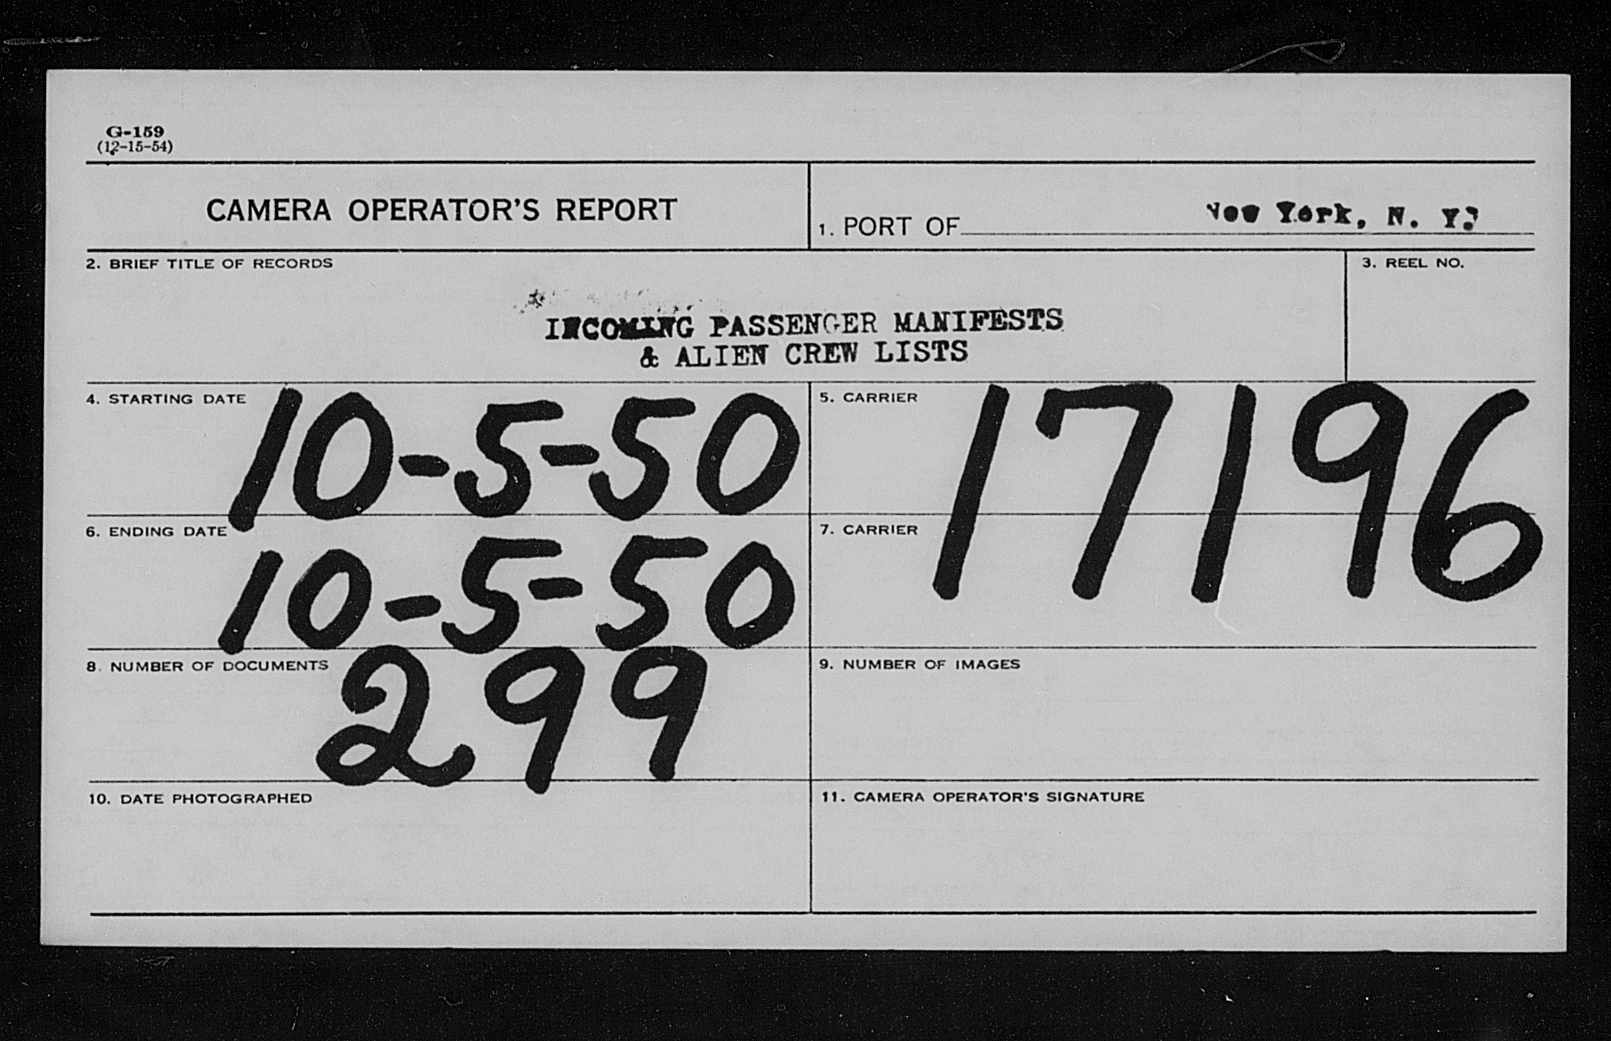 G-159
(12-15-54)
CAMERA OPERATOR'S REPORT
1. PORT OF New York, N. Y.
2. BRIEF TITLE OF RECORDS
3. REEL NO.
INCOMING PASSENGER MANIFESTS
& ALIEN CREW LISTS
4. STARTING DATE 10-5-50
5. CARRIER 17196
6. ENDING DATE 10-5-50
7. CARRIER
8. NUMBER OF DOCUMENTS 299
9. NUMBER OF IMAGES
10. DATE PHOTOGRAPHED
11. CAMERA OPERATOR'S SIGNATURE